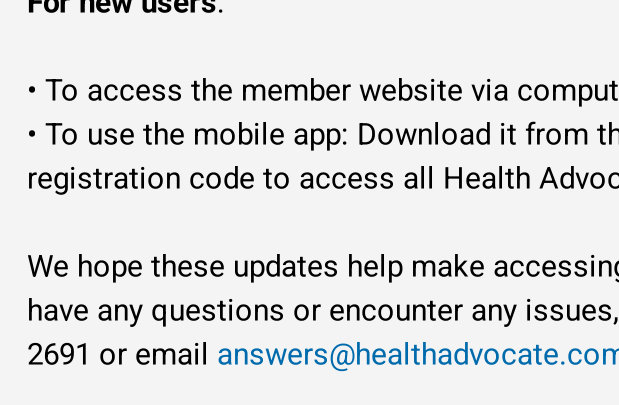 For new users.
• To access the member website via comput
• To use the mobile app: Download it from th
registration code to access all Health Advoc
We hope these updates help make accessing
have any questions or encounter any issues,
2691 or email answers@healthadvocate.com